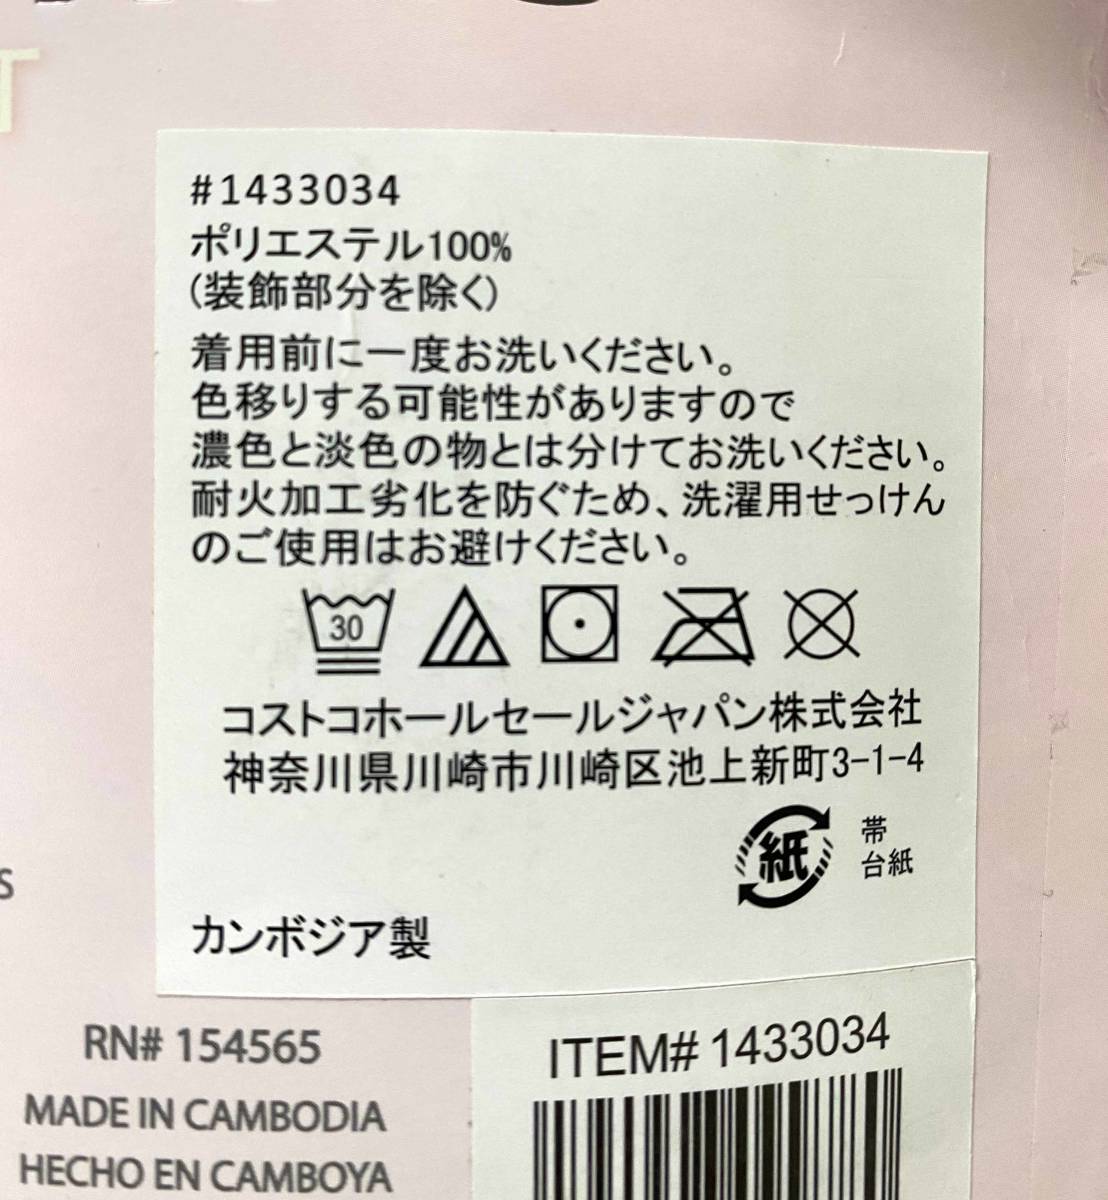 T
#1433034
ポリエステル100%
(装飾部分を除く)
着用前に一度お洗いください。
色移りする可能性がありますので
濃色と淡色の物とは分けてお洗いください。
耐火加工劣化を防ぐため、洗濯用せっけん
のご使用はお避けください。
30
コストコホールセールジャパン株式会社
神奈川県川崎市川崎区池上新町3-1-4
紙
帯
台紙
S
カンボジア製
RN# 154565
MADE IN CAMBODIA
HECHO EN CAMBOYA
ITEM# 1433034